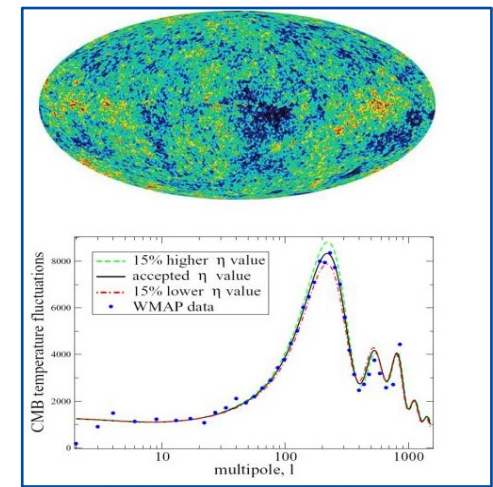 15% higher η value
accepted η value
15% lower η value
WMAP data
CMB temperature fluctuations
8000
6000
4000
2000
0
10
100
1000
multipole, l